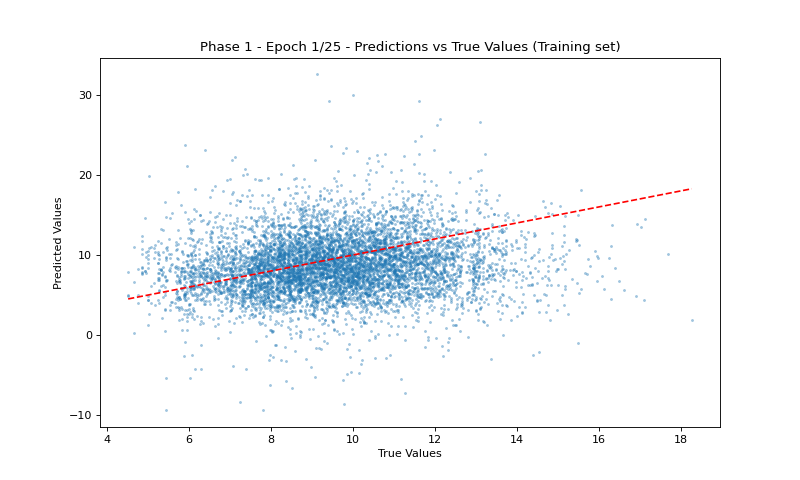 Phase 1 - Epoch 1/25 - Predictions vs True Values (Training set)
Predicted Values
30
20
10
0
−10
4 6 8 10 12 14 16 18
True Values